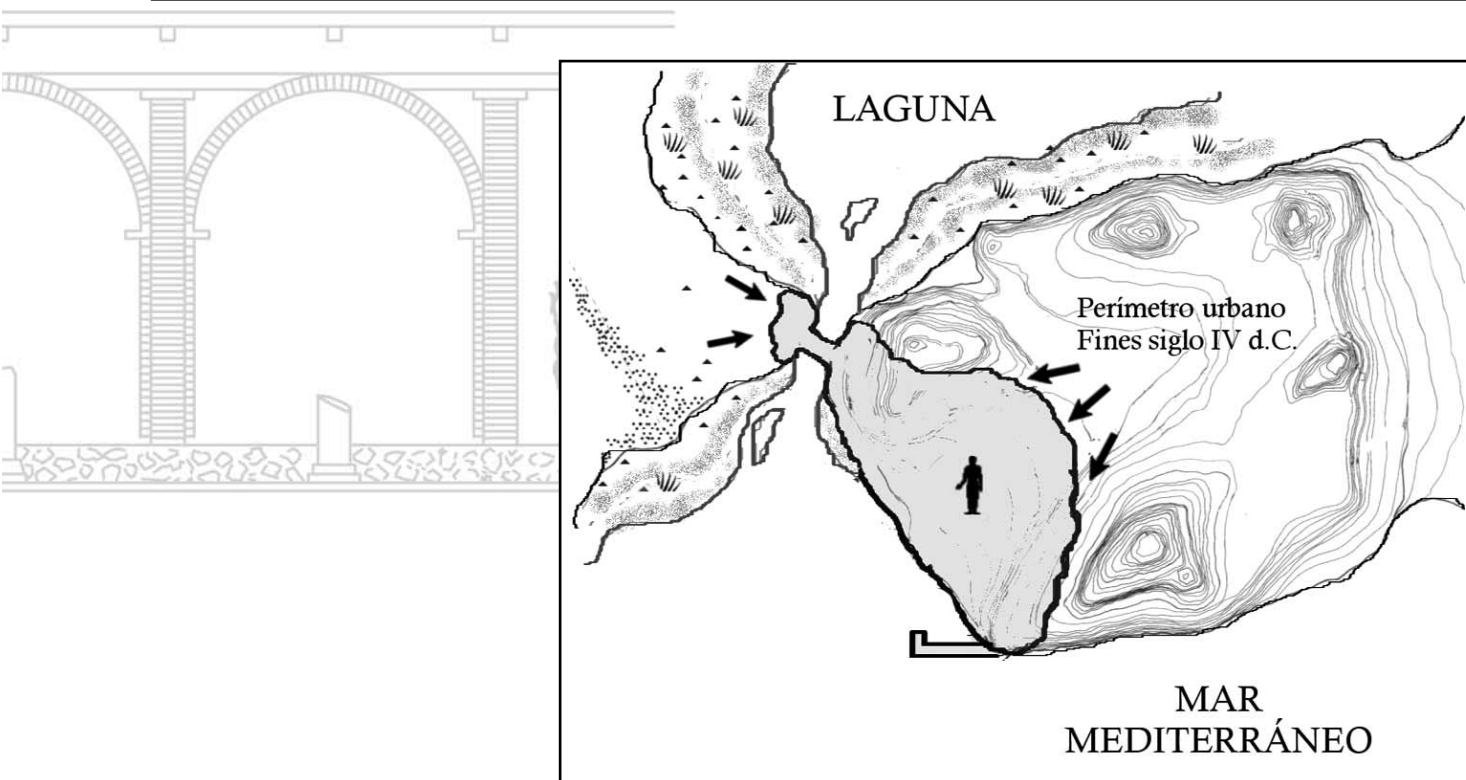 LAGUNA
Perímetro urbano
Fines siglo IV d.C.
MAR
MEDITERRÁNEO